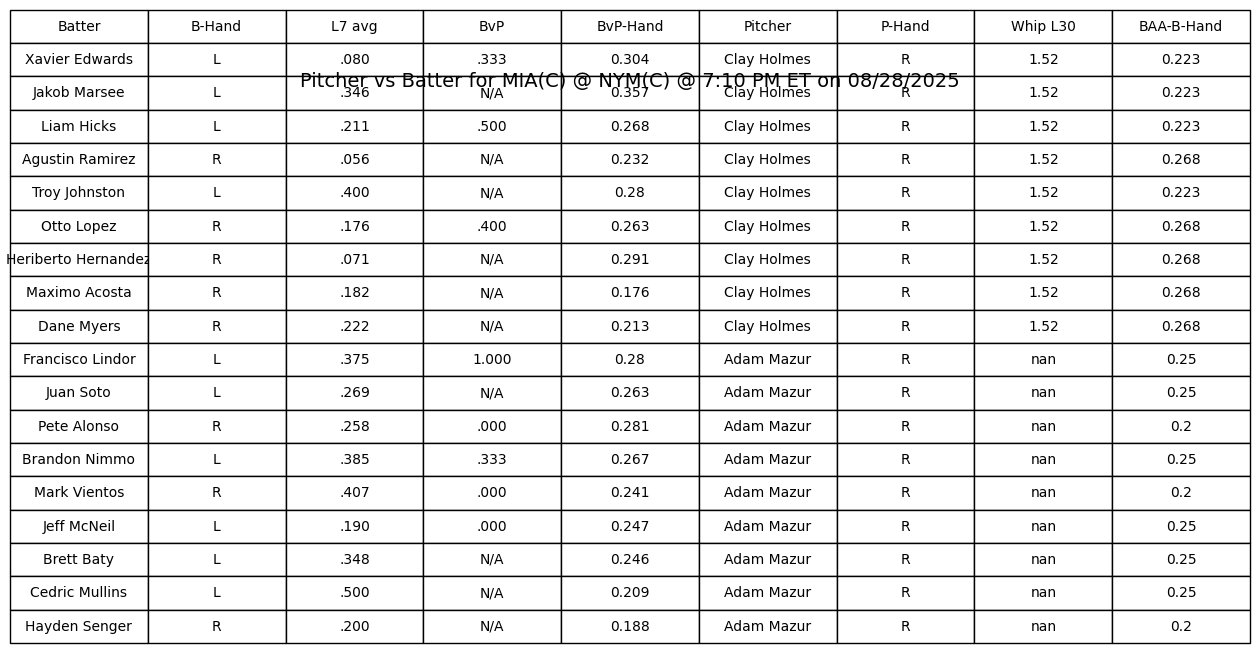 Batter B-Hand L7 avg BvP BvP-Hand Pitcher P-Hand Whip L30 BAA-B-Hand
Xavier Edwards L .080 .333 0.304 Clay Holmes R 1.52 0.223
Pitcher vs Batter for MIA(C) @ NYM(C) @ 7:10 PM ET on 08/28/2025
Jakob Marsee L .346 N/A 0.357 Clay Holmes R 1.52 0.223
Liam Hicks L .211 .500 0.268 Clay Holmes R 1.52 0.223
Agustin Ramirez R .056 N/A 0.232 Clay Holmes R 1.52 0.268
Troy Johnston L .400 N/A 0.28 Clay Holmes R 1.52 0.223
Otto Lopez R .176 .400 0.263 Clay Holmes R 1.52 0.268
Heriberto Hernandez R .071 N/A 0.291 Clay Holmes R 1.52 0.268
Maximo Acosta R .182 N/A 0.176 Clay Holmes R 1.52 0.268
Dane Myers R .222 N/A 0.213 Clay Holmes R 1.52 0.268
Francisco Lindor L .375 1.000 0.28 Adam Mazur R nan 0.25
Juan Soto L .269 N/A 0.263 Adam Mazur R nan 0.25
Pete Alonso R .258 .000 0.281 Adam Mazur R nan 0.2
Brandon Nimmo L .385 .333 0.267 Adam Mazur R nan 0.25
Mark Vientos R .407 .000 0.241 Adam Mazur R nan 0.2
Jeff McNeil L .190 .000 0.247 Adam Mazur R nan 0.25
Brett Baty L .348 N/A 0.246 Adam Mazur R nan 0.25
Cedric Mullins L .500 N/A 0.209 Adam Mazur R nan 0.25
Hayden Senger R .200 N/A 0.188 Adam Mazur R nan 0.2